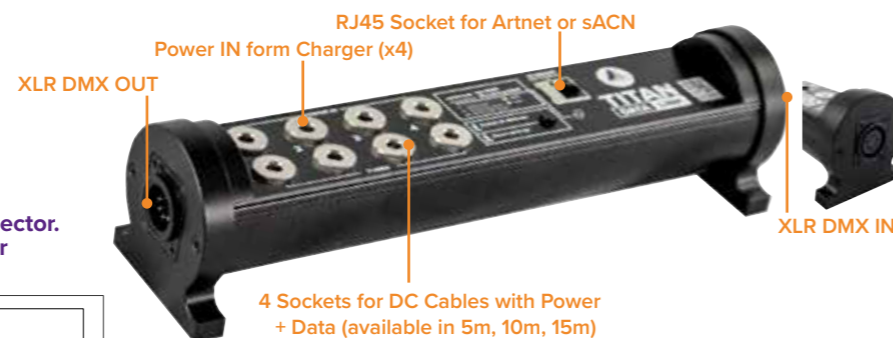 RJ45 Socket for Artnet or sACN
Power IN form Charger (x4)
XLR DMX OUT
TITAN
ector.
r
XLR DMX IN
4 Sockets for DC Cables with Power
+ Data (available in 5m, 10m, 15m)